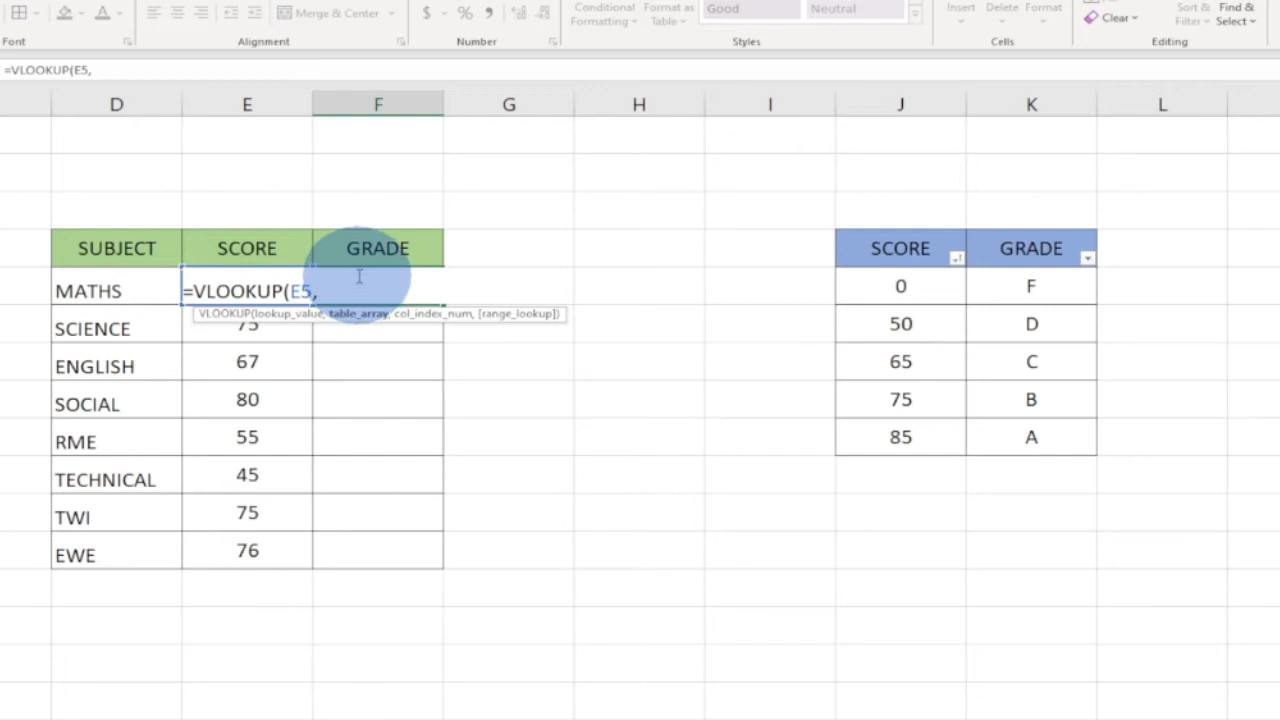 Merge & Center
$ % ,
Conditional Formatting
Format as Table
Good
Neutral
Insert
Delete
Format
Clear
Sort & Filter
Find & Select
Font
Alignment
Number
Styles
Cells
Editing
=VLOOKUP(E5,
D E F G H I J K L
SUBJECT SCORE GRADE
MATHS =VLOOKUP(E5,
VLOOKUP(lookup_value, table_array, col_index_num, [range_lookup])
SCIENCE 73
ENGLISH 67
SOCIAL 80
RME 55
TECHNICAL 45
TWI 75
EWE 76
SCORE GRADE
0 F
50 D
65 C
75 B
85 A